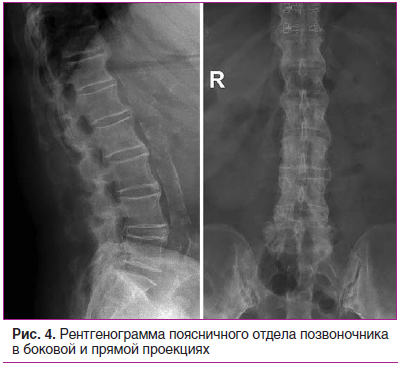 R
Рис. 4. Рентгенограмма поясничного отдела позвоночника
в боковой и прямой проекциях